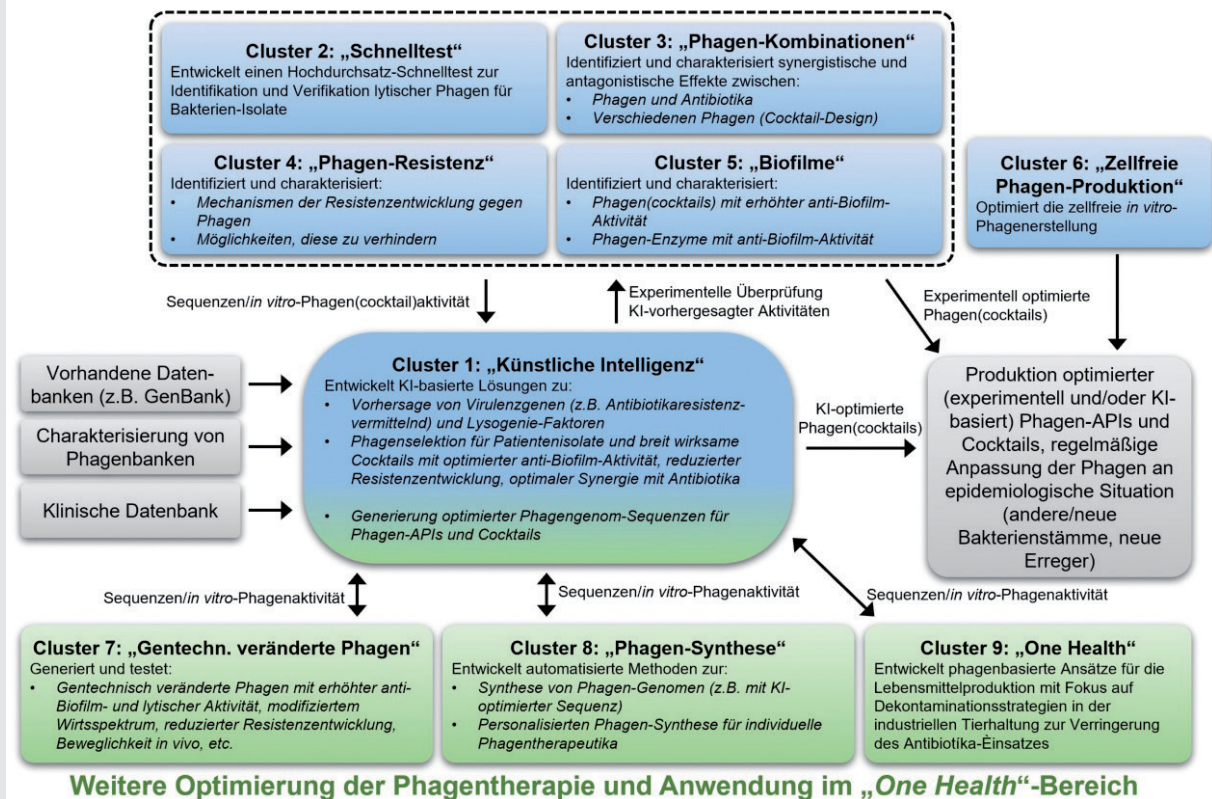 Cluster 2: „Schnelltest“
Entwickelt einen Hochdurchsatz-Schnelltest zur
Identifikation und Verifikation lytischer Phagen für
Bakterien-Isolate
Cluster 3: „Phagen-Kombinationen“
Identifiziert und charakterisiert synergistische und
antagonistische Effekte zwischen:
• Phagen und Antibiotika
• Verschiedenen Phagen (Cocktail-Design)
Cluster 4: „Phagen-Resistenz“
Identifiziert und charakterisiert:
• Mechanismen der Resistenzentwicklung gegen
Phagen
• Möglichkeiten, diese zu verhindern
Cluster 5: „Biofilme“
Identifiziert und charakterisiert:
• Phagen(cocktails) mit erhöhter anti-Biofilm-
Aktivität
• Phagen-Enzyme mit anti-Biofilm-Aktivität
Cluster 6: „Zellfreie
Phagen-Produktion“
Optimiert die zellfreie in vitro-
Phagenerstellung
Sequenzen/in vitro-Phagen(cocktail)aktivität
Experimentelle Überprüfung
KI-vorhergesagter Aktivitäten
Experimentell optimierte
Phagen(cocktails)
Vorhandene Daten-
banken (z.B. GenBank)
Charakterisierung von
Phagenbanken
Klinische Datenbank
Cluster 1: „Künstliche Intelligenz“
Entwickelt KI-basierte Lösungen zu:
• Vorhersage von Virulenzgenen (z.B. Antibiotikaresistenz-
vermittelnd) und Lysogenie-Faktoren
• Phagenselektion für Patientenisolate und breit wirksame
Cocktails mit optimierter anti-Biofilm-Aktivität, reduzierter
Resistenzentwicklung, optimaler Synergie mit Antibiotika
• Generierung optimierter Phagengenom-Sequenzen für
Phagen-APIs und Cocktails
KI-optimierte
Phagen(cocktails)
Produktion optimierter
(experimentell und/oder KI-
basiert) Phagen-APIs und
Cocktails, regelmäßige
Anpassung der Phagen an
epidemiologische Situation
(andere/neue
Bakterienstämme, neue
Erreger)
Sequenzen/in vitro-Phagenaktivität
Sequenzen/in vitro-Phagenaktivität
Sequenzen/in vitro-Phagenaktivität
Cluster 7: „Gentechn. veränderte Phagen“
Generiert und testet:
• Gentechnisch veränderte Phagen mit erhöhter anti-
Biofilm- und lytischer Aktivität, modifiziertem
Wirtsspektrum, reduzierter Resistenzentwicklung,
Beweglichkeit in vivo, etc.
Cluster 8: „Phagen-Synthese“
Entwickelt automatisierte Methoden zur:
• Synthese von Phagen-Genomen (z.B. mit KI-
optimierter Sequenz)
• Personalisierten Phagen-Synthese für individuelle
Phagentherapeutika
Cluster 9: „One Health“
Entwickelt phagenbasierte Ansätze für die
Lebensmittelproduktion mit Fokus auf
Dekontaminationsstrategien in der
industriellen Tierhaltung zur Verringerung
des Antibiotika-Èinsatzes
Weitere Optimierung der Phagentherapie und Anwendung im „One Health“-Bereich